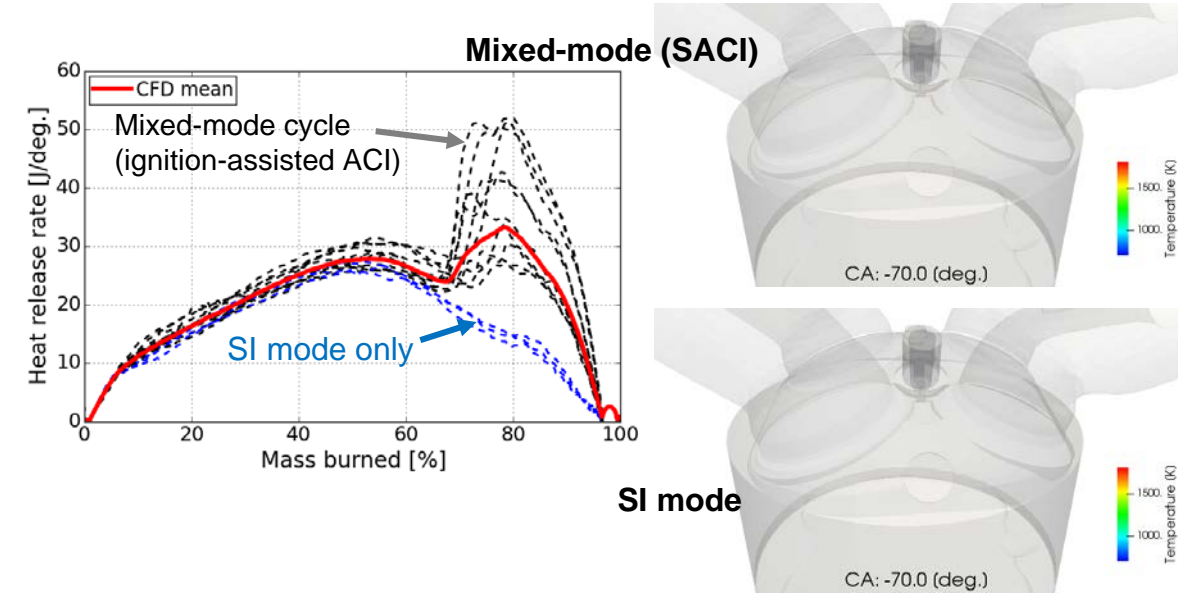 Mixed-mode (SACI)
60
50
40
30
20
10
0
Heat release rate [J/deg.]
CFD mean
Mixed-mode cycle
(ignition-assisted ACI)
SI mode only
0 20 40 60 80 100
Mass burned [%]
1500.
1000.
Temperature (K)
CA: -70.0 (deg.)
SI mode
1500.
1000.
Temperature (K)
CA: -70.0 (deg.)